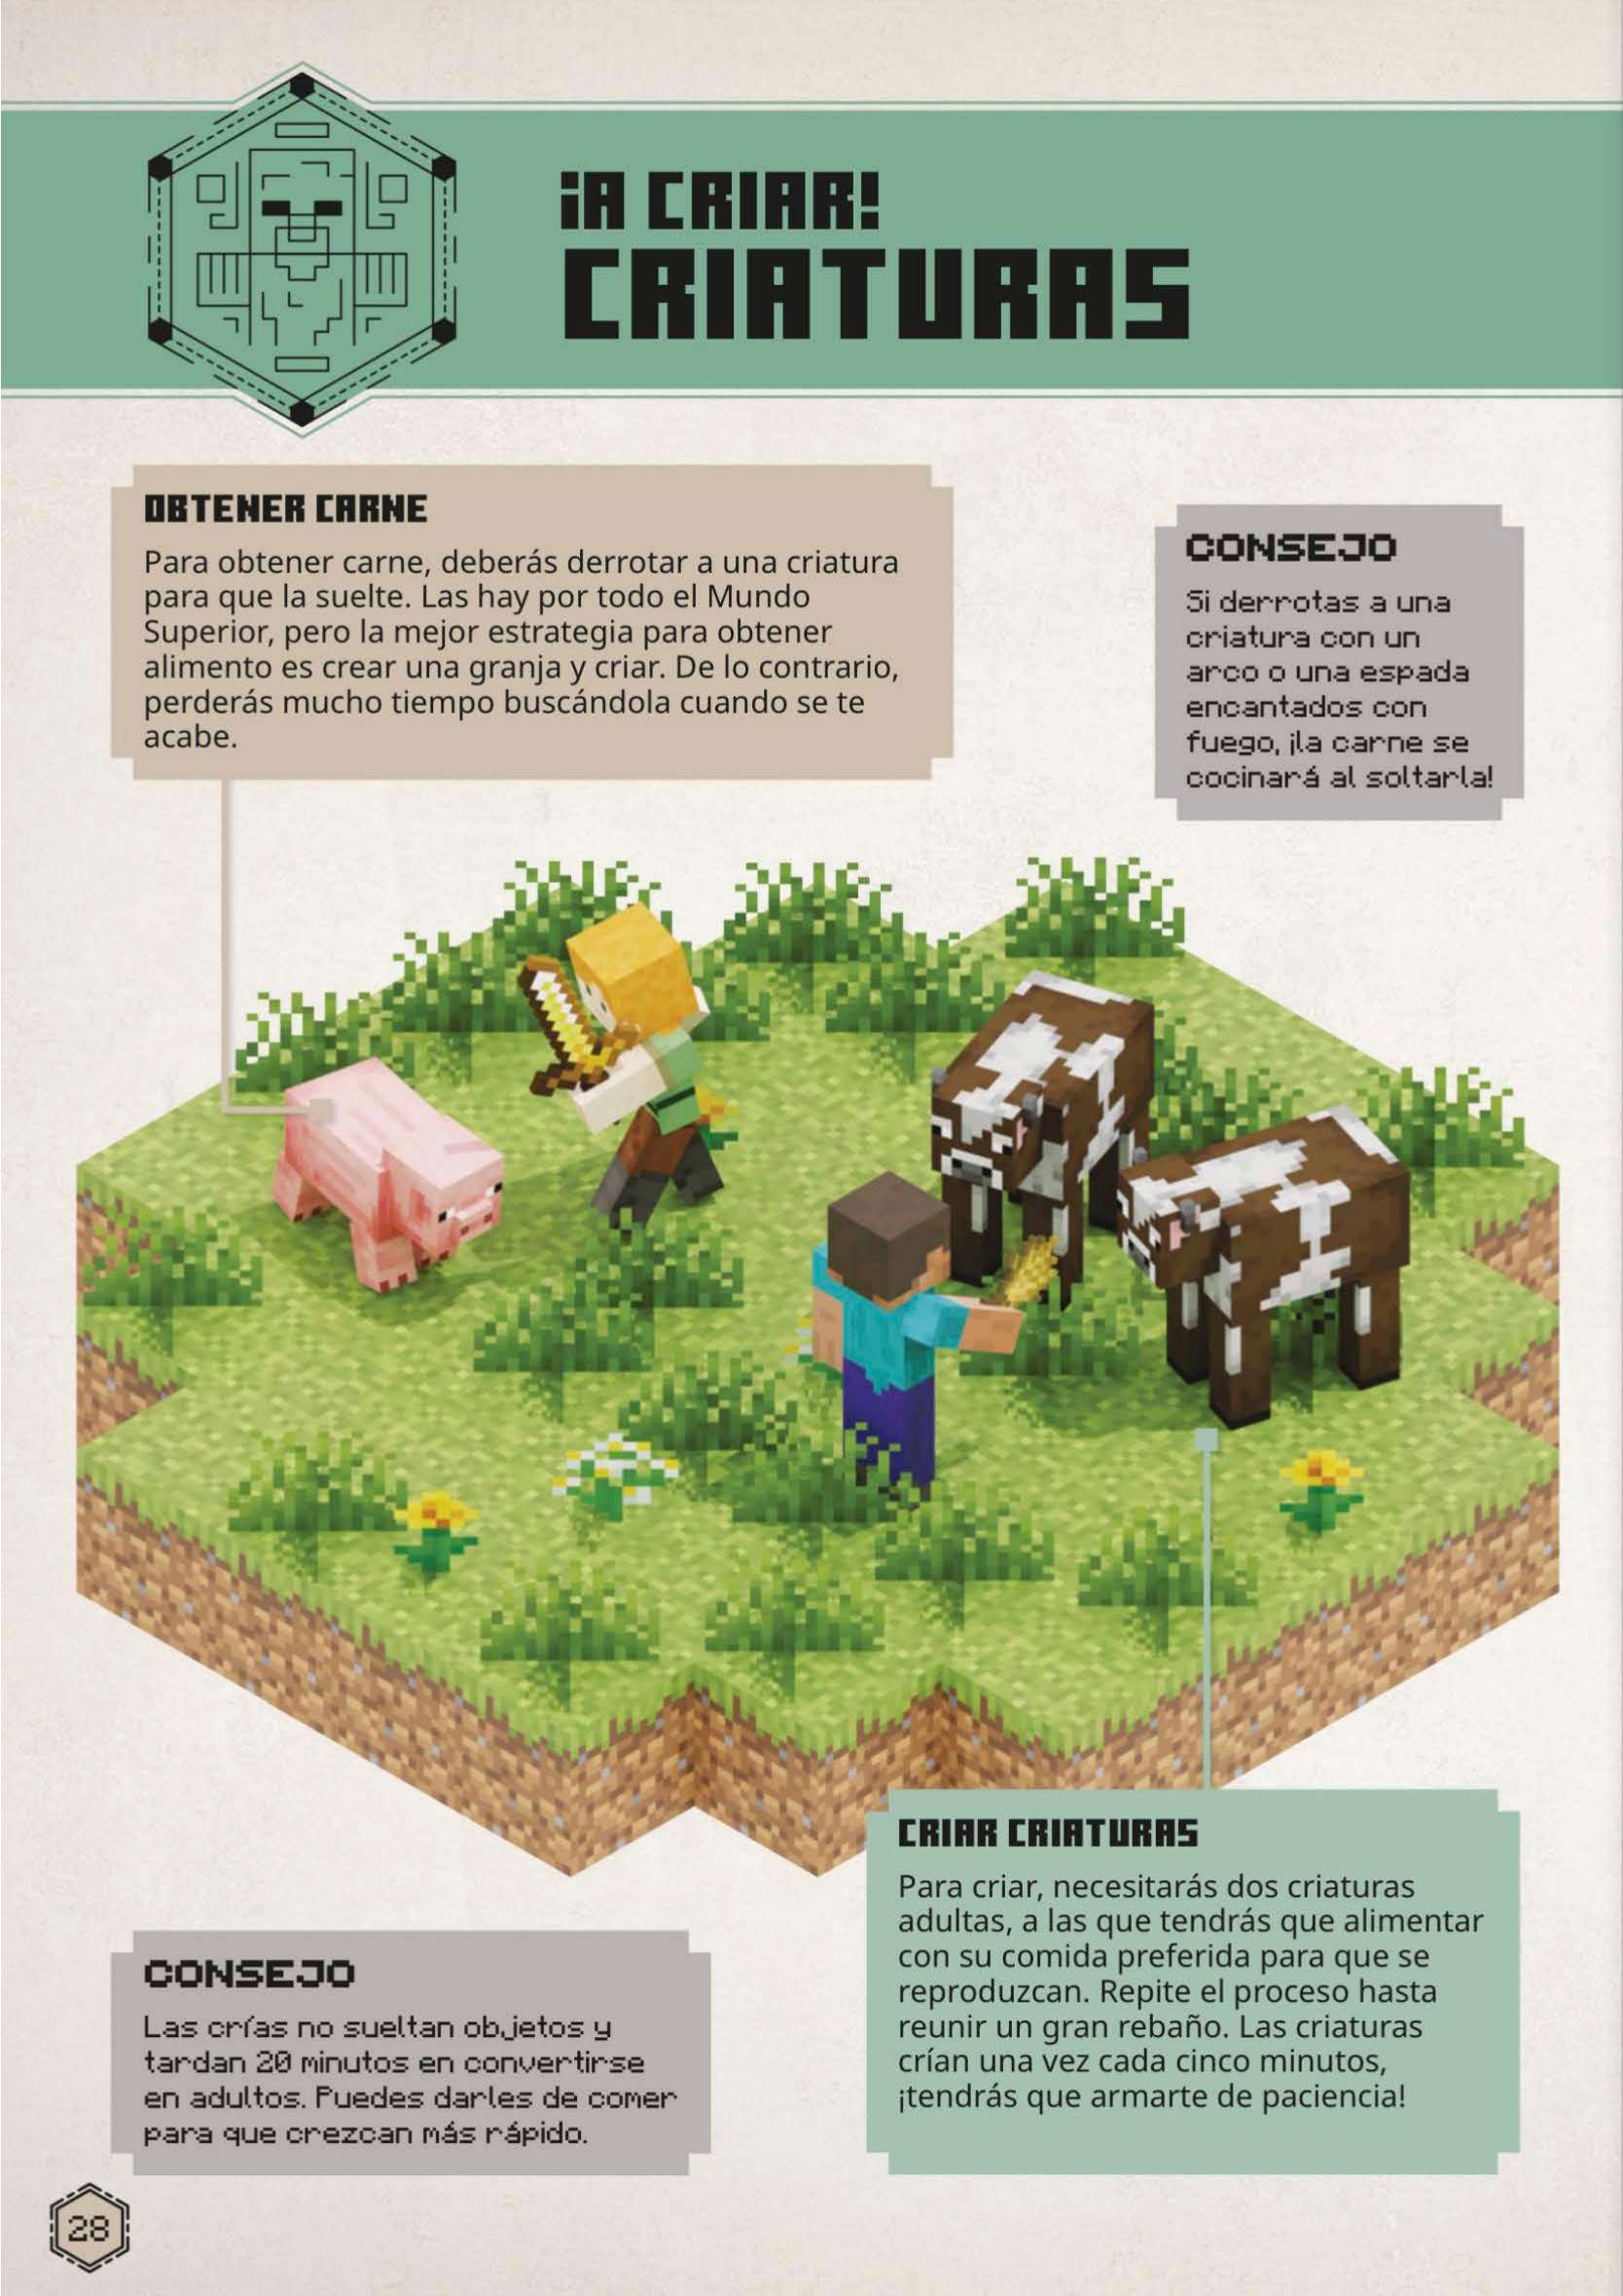 ¡A CRIAR!
CRIATURAS
OBTENER CARNE
Para obtener carne, deberás derrotar a una criatura
para que la suelte. Las hay por todo el Mundo
Superior, pero la mejor estrategia para obtener
alimento es crear una granja y criar. De lo contrario,
perderás mucho tiempo buscándola cuando se te
acabe.
CONSEJO
Si derrotas a una
criatura con un
arco o una espada
encantados con
fuego, ¡la carne se
cocinará al soltarla!
CRIAR CRIATURAS
Para criar, necesitarás dos criaturas
adultas, a las que tendrás que alimentar
con su comida preferida para que se
reproduzcan. Repite el proceso hasta
reunir un gran rebaño. Las criaturas
crían una vez cada cinco minutos,
¡tendrás que armarte de paciencia!
CONSEJO
Las crías no sueltan objetos y
tardan 20 minutos en convertirse
en adultos. Puedes darles de comer
para que crezcan más rápido.
28